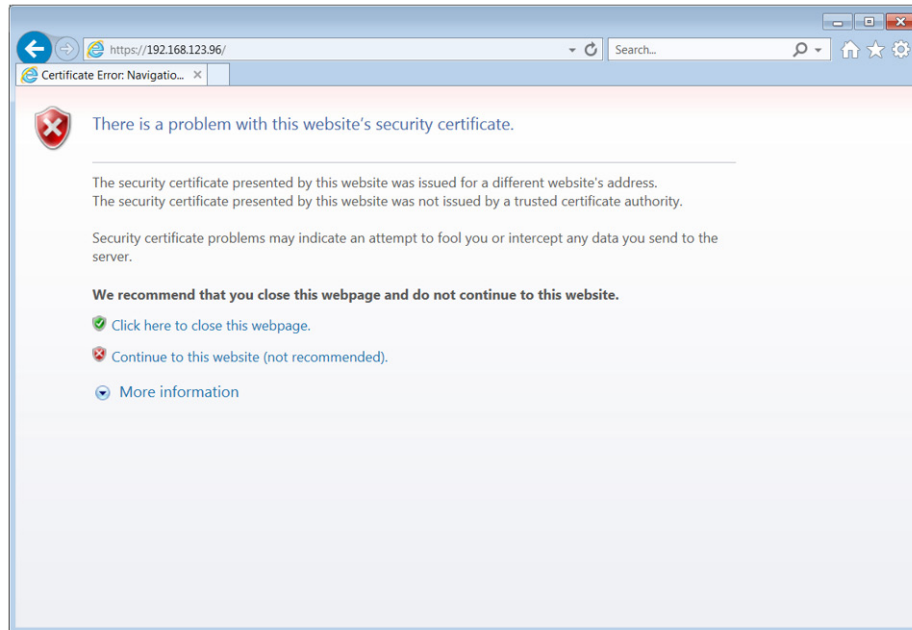 https://192.168.123.96/
Search...
Certificate Error: Navigatio...
There is a problem with this website's security certificate.
The security certificate presented by this website was issued for a different website's address.
The security certificate presented by this website was not issued by a trusted certificate authority.
Security certificate problems may indicate an attempt to fool you or intercept any data you send to the
server.
We recommend that you close this webpage and do not continue to this website.
Click here to close this webpage.
Continue to this website (not recommended).
More information